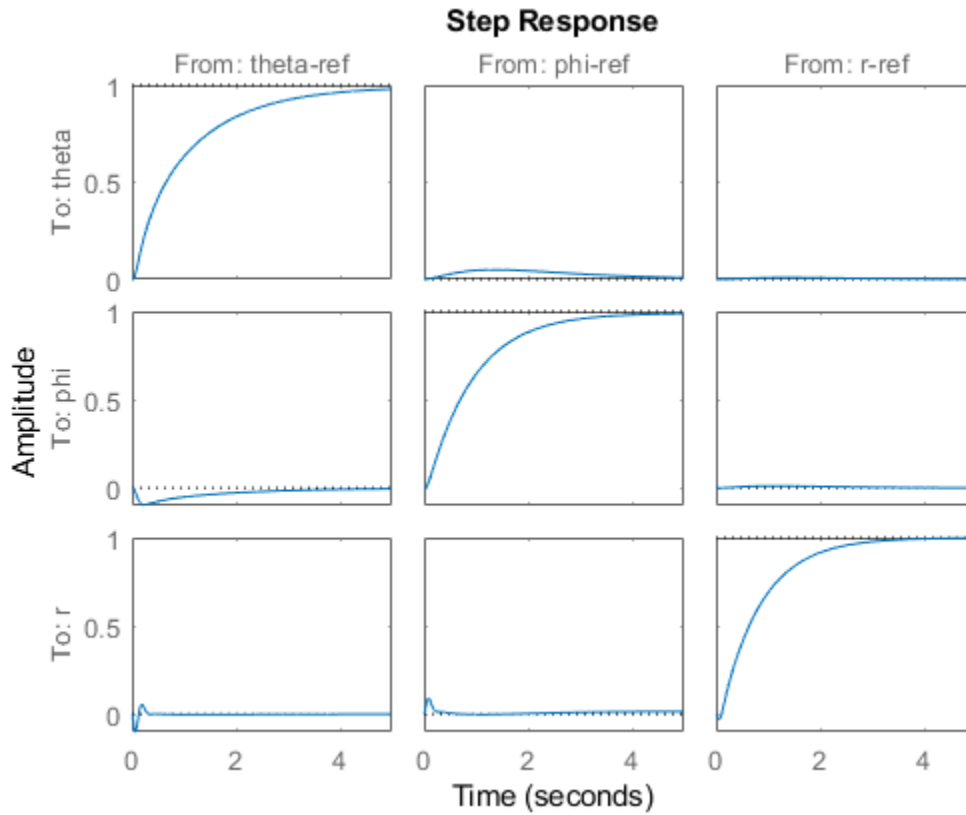 Step Response
From: theta-ref
From: phi-ref
From: r-ref
To: theta
1
0.5
0
2
4
To: phi
1
0.5
0
To: r
1
0.5
0
0
2
4
0
2
4
0
2
4
Amplitude
Time (seconds)